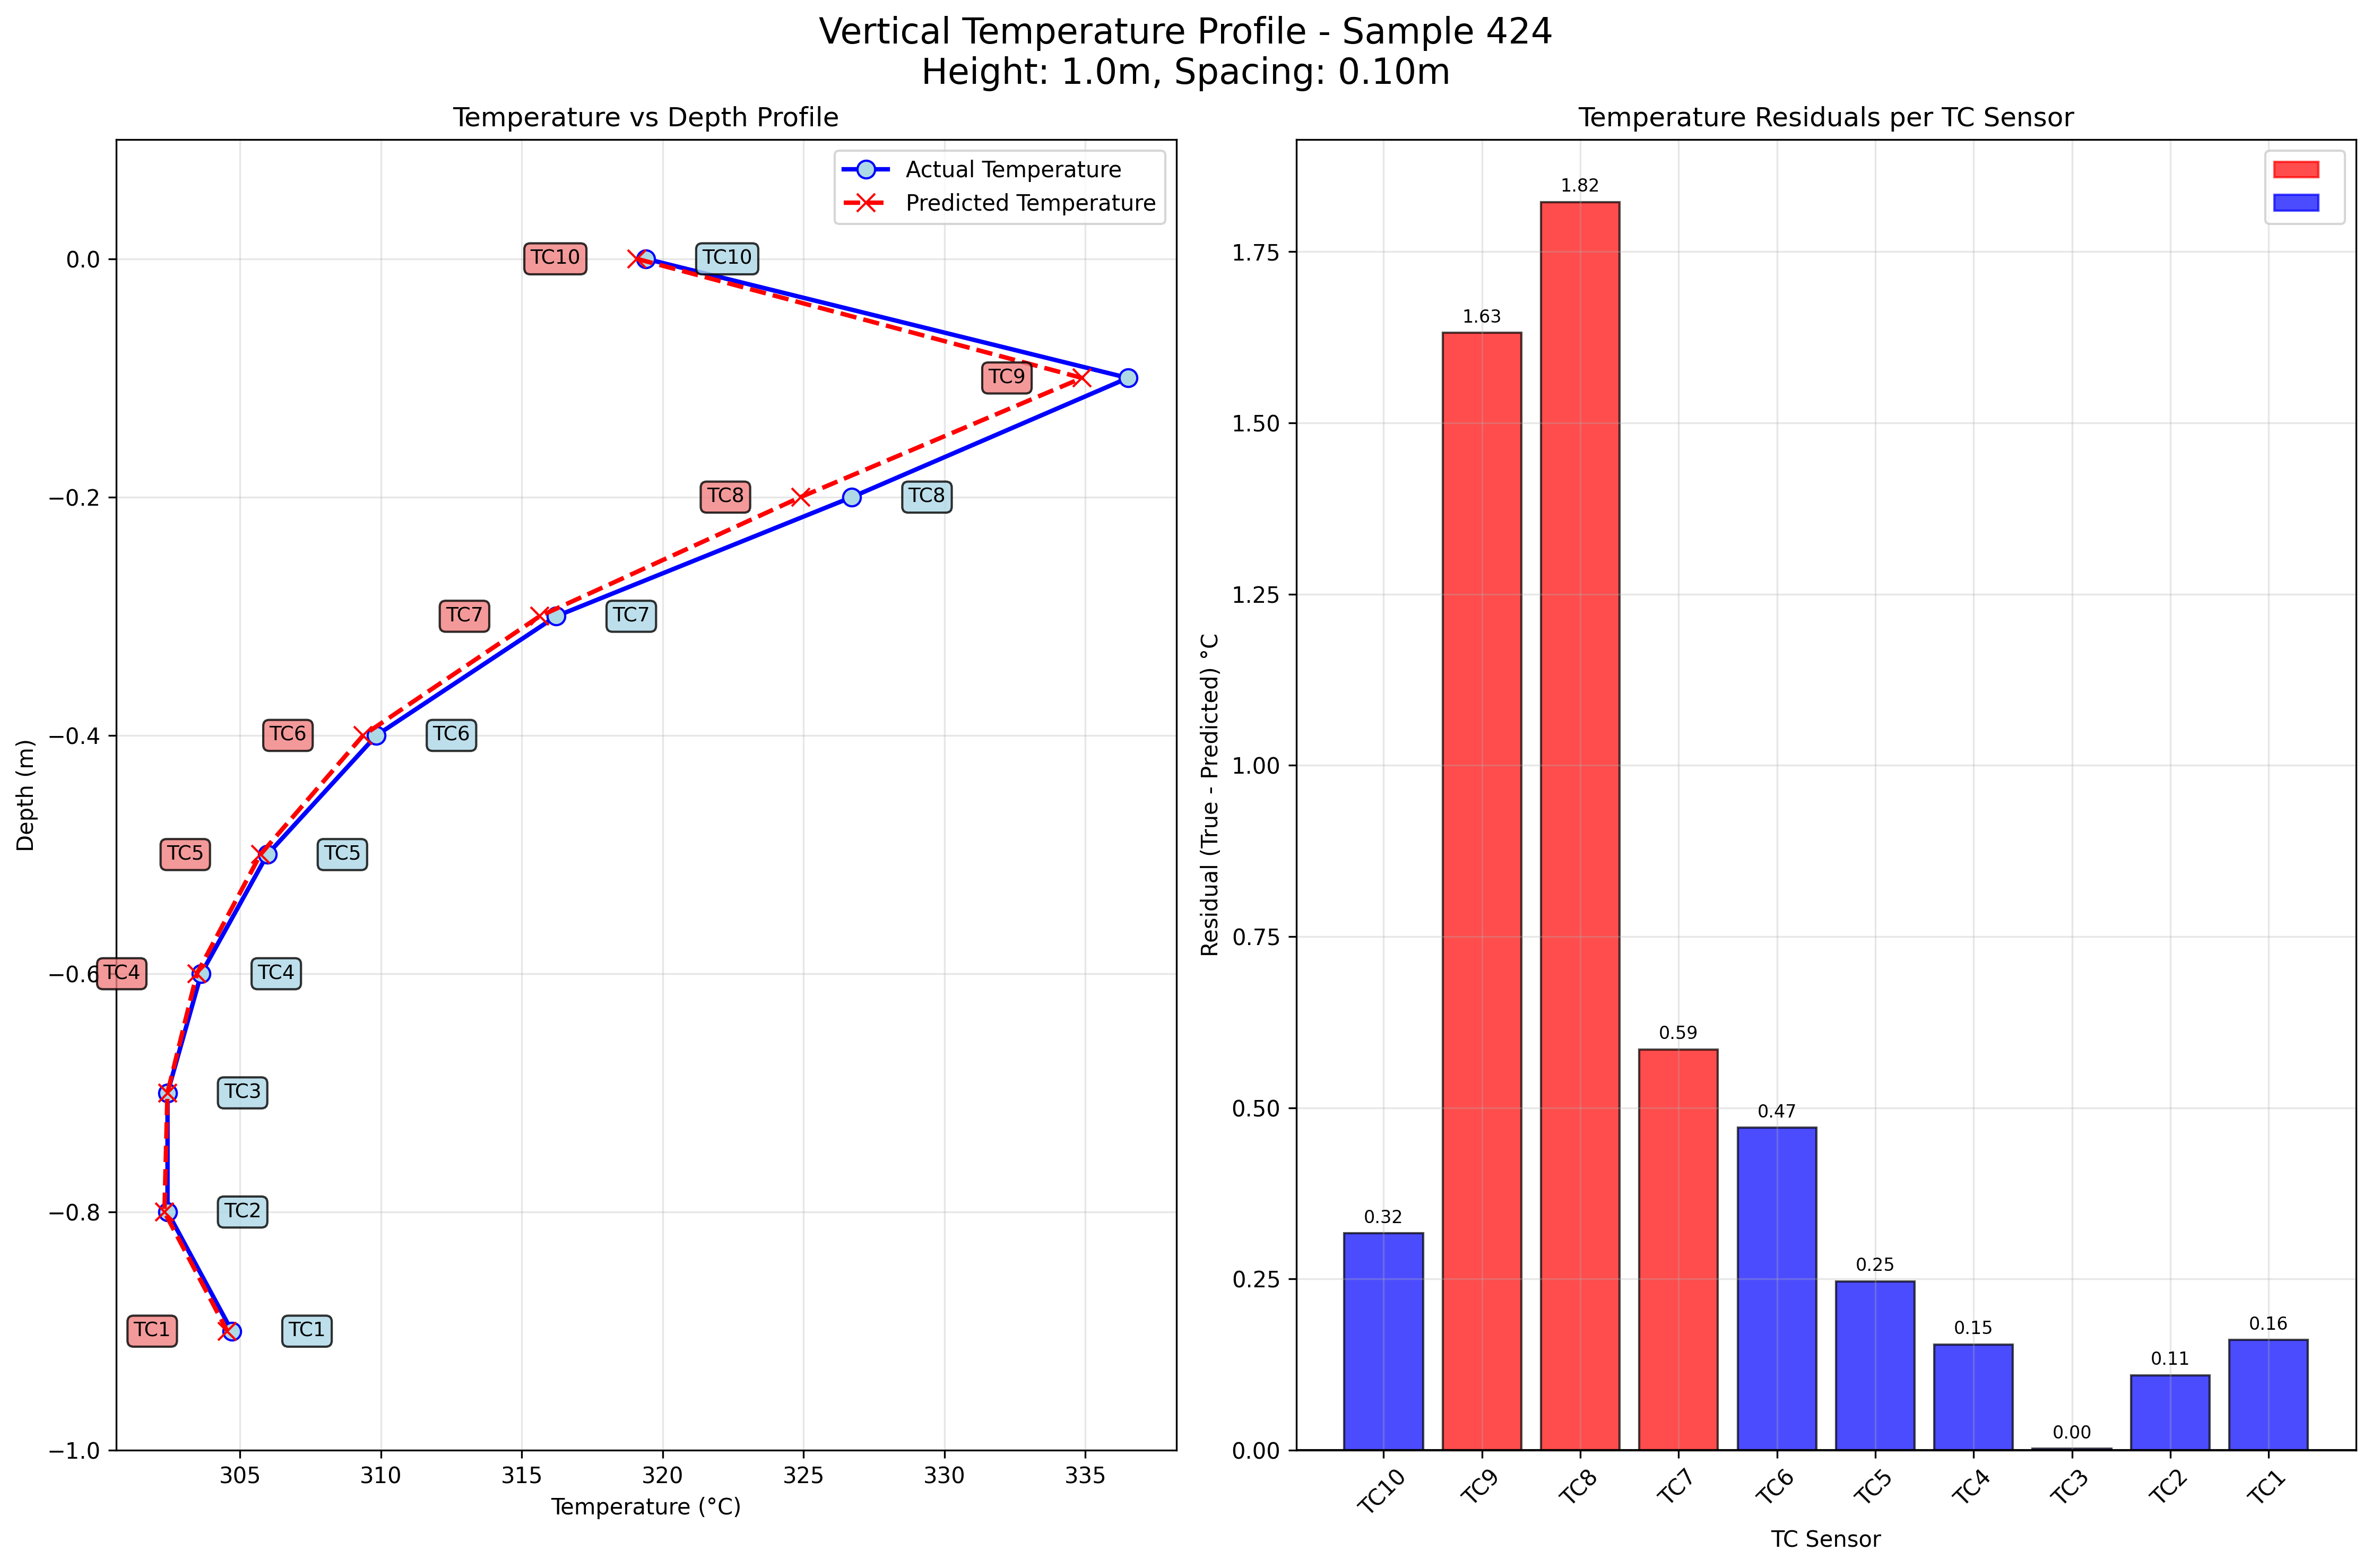 Vertical Temperature Profile - Sample 424
Height: 1.0m, Spacing: 0.10m
Temperature vs Depth Profile
Actual Temperature
Predicted Temperature
Depth (m)
0.0
−0.2
−0.4
−0.6
−0.8
−1.0
TC10
TC10
TC9
TC8
TC8
TC7
TC7
TC6
TC6
TC5
TC5
TC4
TC4
TC3
TC2
TC1
TC1
305
310
315
320
325
330
335
Temperature (°C)
Temperature Residuals per TC Sensor
Residual (True - Predicted) °C
1.75
1.50
1.25
1.00
0.75
0.50
0.25
0.00
0.32
1.63
1.82
0.59
0.47
0.25
0.15
0.00
0.11
0.16
TC10
TC9
TC8
TC7
TC6
TC5
TC4
TC3
TC2
TC1
TC Sensor